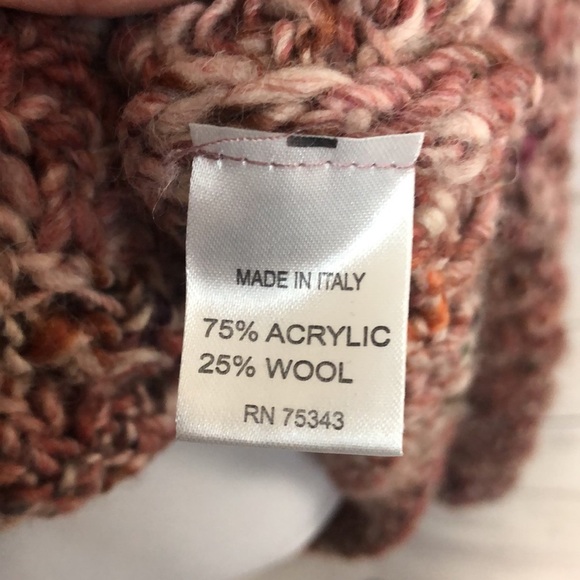 MADE IN ITALY
75% ACRYLIC
25% WOOL
RN 75343